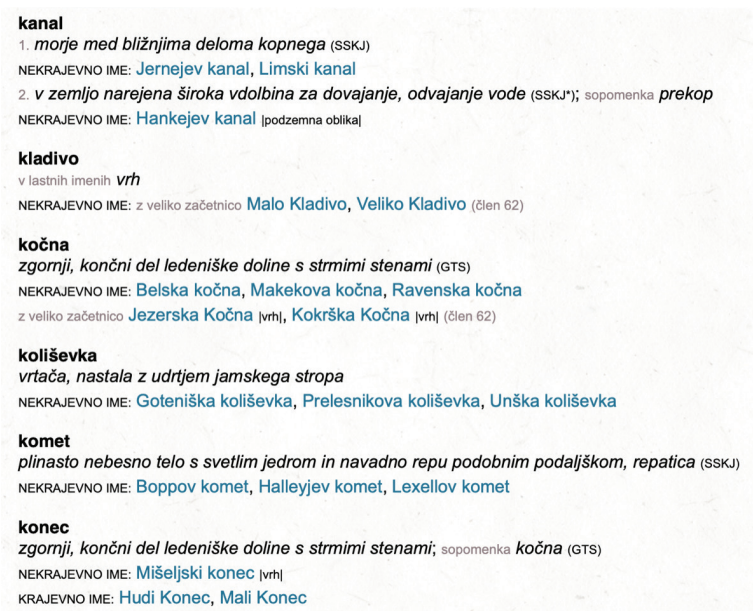 kanal
1. morje med bližnjima deloma kopnega (SSKJ)
NEKRAJEVNO IME: Jernejev kanal, Limski kanal
2. v zemljo narejena široka vdolbina za dovajanje, odvajanje vode (SSKJ*); sopomenka prekop
NEKRAJEVNO IME: Hankejev kanal |podzemna oblika|
kladivo
v lastnih imenih vrh
NEKRAJEVNO IME: z veliko začetnico Malo Kladivo, Veliko Kladivo (člen 62)
kočna
zgornji, končni del ledeniške doline s strmimi stenami (GTS)
NEKRAJEVNO IME: Belska kočna, Makekova kočna, Ravenska kočna
z veliko začetnico Jezerska Kočna |vrh|, Kokrška Kočna |vrh| (člen 62)
koliševka
vrtača, nastala z udrtjem jamskega stropa
NEKRAJEVNO IME: Goteniška koliševka, Prelesnikova koliševka, Unška koliševka
komet
plinasto nebesno telo s svetlim jedrom in navadno repu podobnim podaljškom, repatica (SSKJ)
NEKRAJEVNO IME: Boppov komet, Halleyjev komet, Lexellov komet
konec
zgornji, končni del ledeniške doline s strmimi stenami; sopomenka kočna (GTS)
NEKRAJEVNO IME: Mišeljski konec |vrh|
KRAJEVNO IME: Hudi Konec, Mali Konec